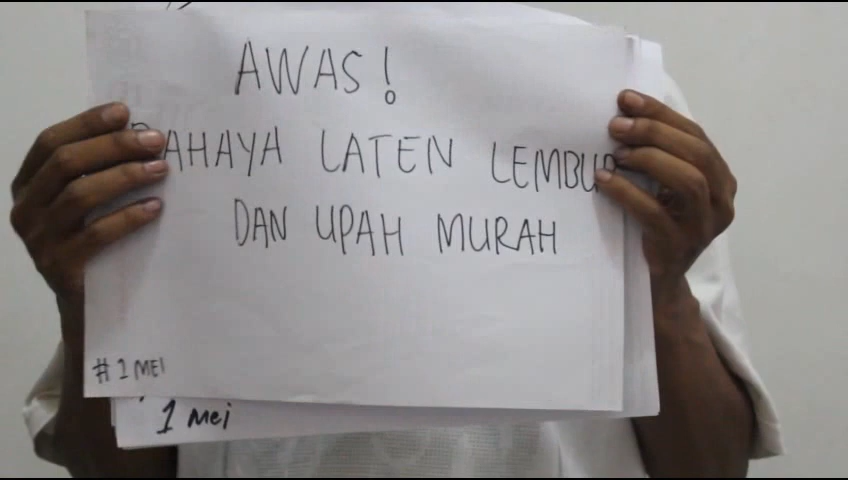 AWAS!
BAHAYA LATEN LEMBUR
DAN UPAH MURAH
#1 MEI
1 Mei